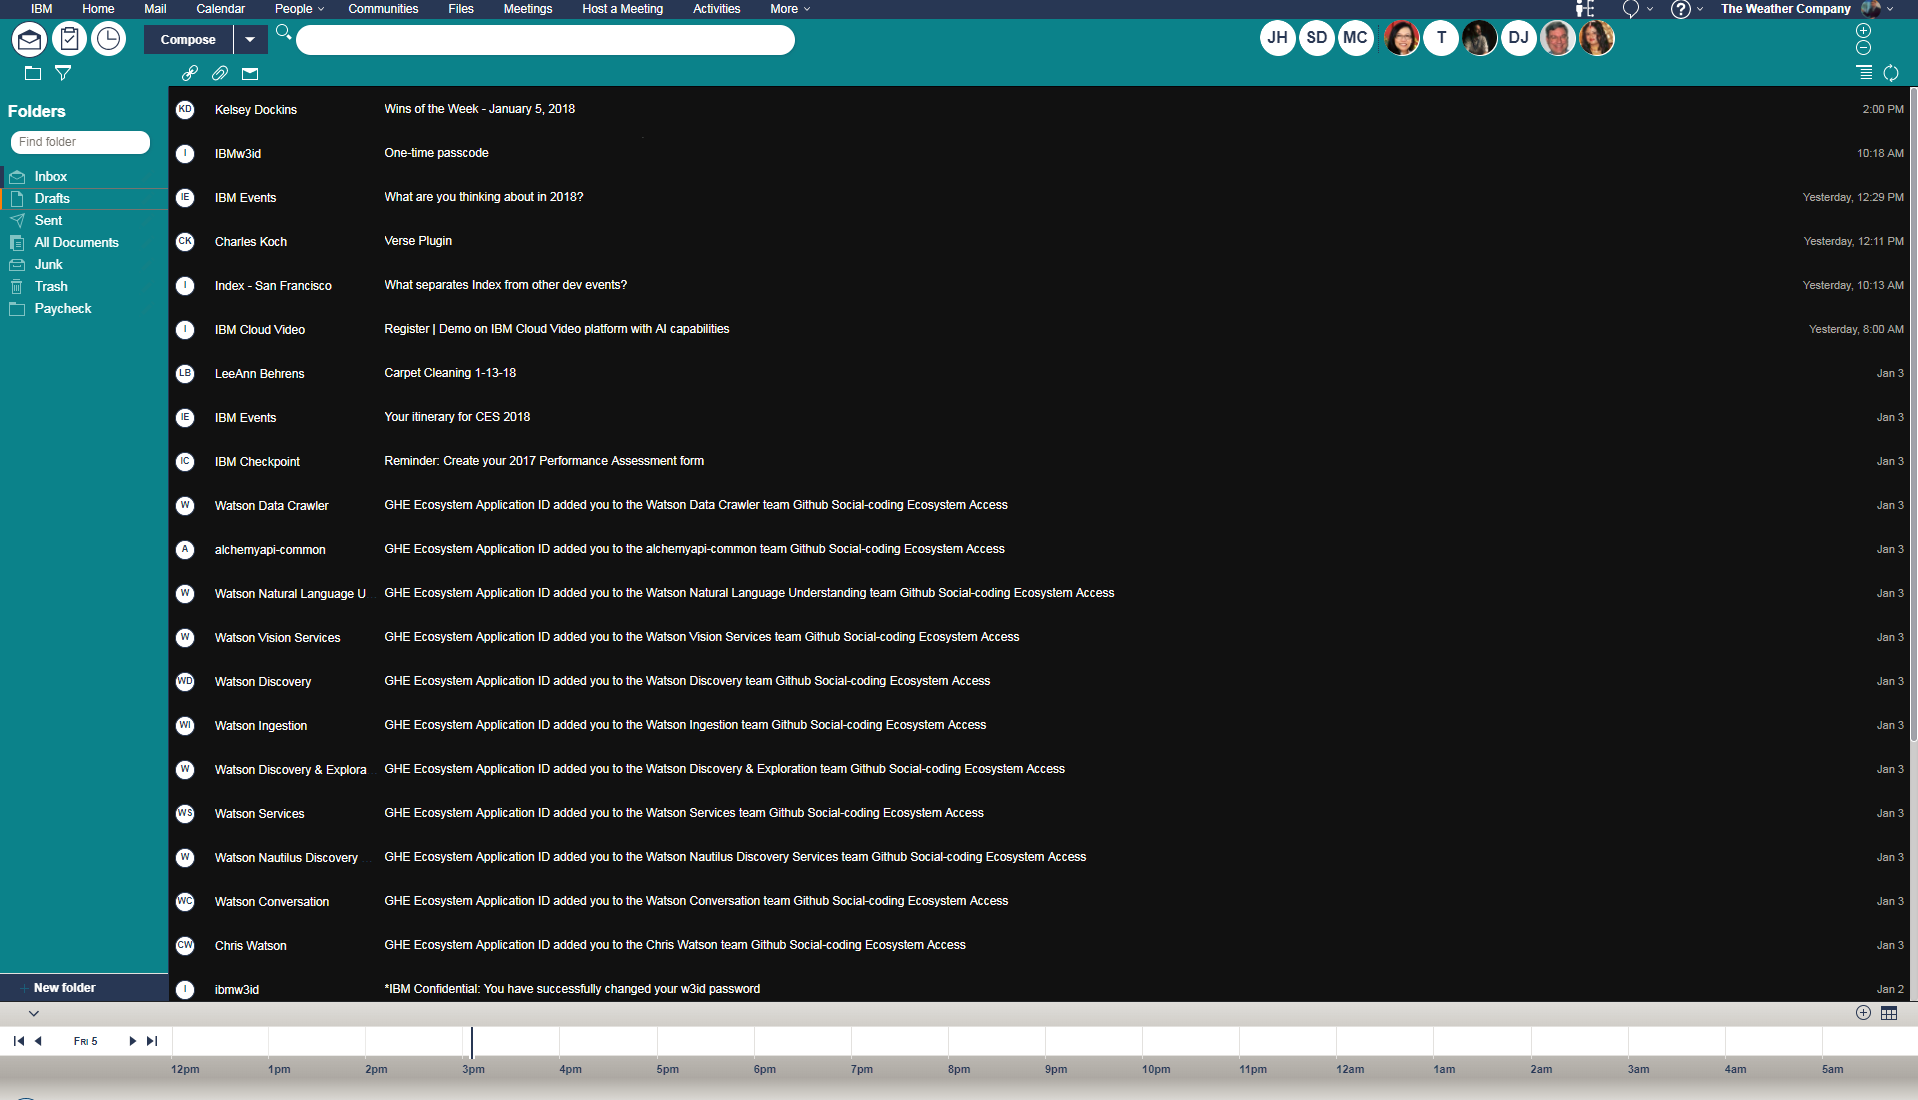 IBM Home Mail Calendar People Communities Files Meetings Host a Meeting Activities More The Weather Company
Compose JH SD MC T DJ
Folders
Find folder
Inbox
Drafts
Sent
All Documents
Junk
Trash
Paycheck
New folder
KD Kelsey Dockins Wins of the Week - January 5, 2018 2:00 PM
I IBMw3id One-time passcode 10:18 AM
IE IBM Events What are you thinking about in 2018? Yesterday, 12:29 PM
CK Charles Koch Verse Plugin Yesterday, 12:11 PM
I Index - San Francisco What separates Index from other dev events? Yesterday, 10:13 AM
I IBM Cloud Video Register | Demo on IBM Cloud Video platform with AI capabilities Yesterday, 8:00 AM
LB LeeAnn Behrens Carpet Cleaning 1-13-18 Jan 3
IE IBM Events Your itinerary for CES 2018 Jan 3
IC IBM Checkpoint Reminder: Create your 2017 Performance Assessment form Jan 3
W Watson Data Crawler GHE Ecosystem Application ID added you to the Watson Data Crawler team Github Social-coding Ecosystem Access Jan 3
A alchemyapi-common GHE Ecosystem Application ID added you to the alchemyapi-common team Github Social-coding Ecosystem Access Jan 3
W Watson Natural Language U GHE Ecosystem Application ID added you to the Watson Natural Language Understanding team Github Social-coding Ecosystem Access Jan 3
W Watson Vision Services GHE Ecosystem Application ID added you to the Watson Vision Services team Github Social-coding Ecosystem Access Jan 3
WD Watson Discovery GHE Ecosystem Application ID added you to the Watson Discovery team Github Social-coding Ecosystem Access Jan 3
WI Watson Ingestion GHE Ecosystem Application ID added you to the Watson Ingestion team Github Social-coding Ecosystem Access Jan 3
W Watson Discovery & Explora GHE Ecosystem Application ID added you to the Watson Discovery & Exploration team Github Social-coding Ecosystem Access Jan 3
WS Watson Services GHE Ecosystem Application ID added you to the Watson Services team Github Social-coding Ecosystem Access Jan 3
W Watson Nautilus Discovery GHE Ecosystem Application ID added you to the Watson Nautilus Discovery Services team Github Social-coding Ecosystem Access Jan 3
WC Watson Conversation GHE Ecosystem Application ID added you to the Watson Conversation team Github Social-coding Ecosystem Access Jan 3
CW Chris Watson GHE Ecosystem Application ID added you to the Chris Watson team Github Social-coding Ecosystem Access Jan 3
I ibmw3id *IBM Confidential: You have successfully changed your w3id password Jan 2
FRI 5
12pm 1pm 2pm 3pm 4pm 5pm 6pm 7pm 8pm 9pm 10pm 11pm 12am 1am 2am 3am 4am 5am